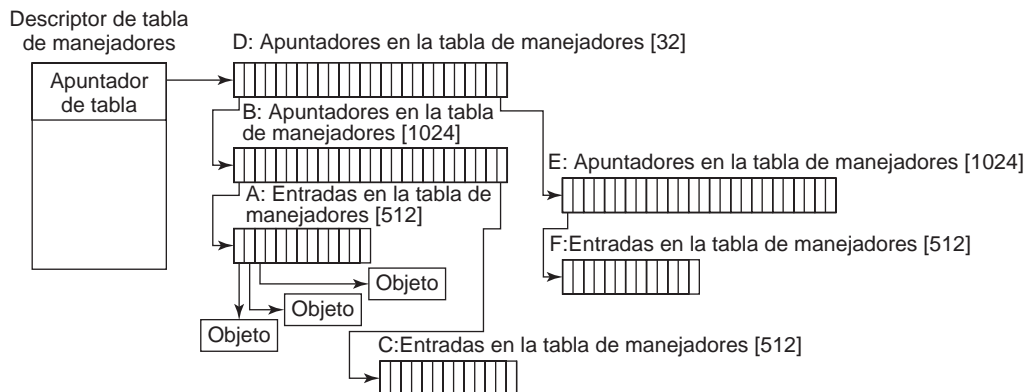 Descriptor de tabla
de manejadores
Apuntador
de tabla
D: Apuntadores en la tabla de manejadores [32]
B: Apuntadores en la tabla
de manejadores [1024]
A: Entradas en la tabla de
manejadores [512]
E: Apuntadores en la tabla de manejadores [1024]
F:Entradas en la tabla de manejadores [512]
Objeto
Objeto
Objeto
C:Entradas en la tabla de manejadores [512]